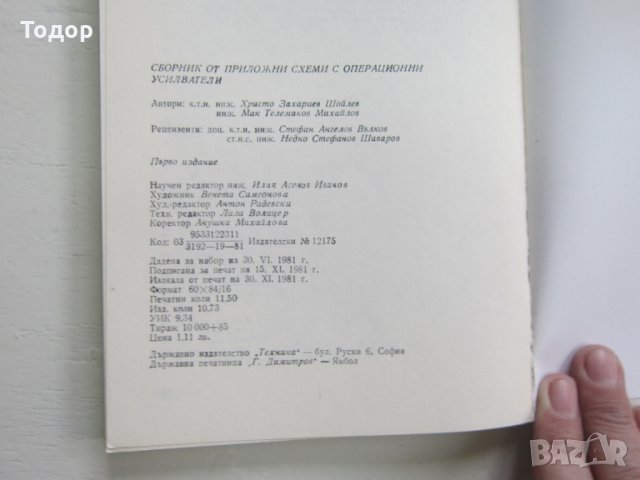 Тодор
СБОРНИК ОТ ПРИЛОЖНИ СХЕМИ С ОПЕРАЦИОННИ
УСИЛВАТЕЛИ
Автори: к.т.н. инж. Христо Захариев Шойлев
инж. Мак Телемаков Михайлов
Рецензенти: доц. к.т.н. инж. Стефан Ангелов Вълков
ст.н.с. инж. Недко Стефанов Шиваров
Първо издание
Научен редактор инж. Илия Асенов Иванов
Художник Венета Самеонова
Худ.-редактор Антон Радевски
Техн. редактор Лили Волицер
Коректор Анушка Михайлова
Код: 03 9533122311
3192—19—81 Издателски № 12175
Дадена за набор на 30. VI. 1981 г.
Подписана за печат на 15. XI. 1981 г.
Излязла от печат на 30. XI. 1981 г.
Формат 60×84/16
Печатни коли 11,50
Изд. коли 10,73
УИК 9,34
Тираж 10 000+85
Цена 1,11 лв.
Държавно издателство „Техника" — бул. Руски 6, София
Държавна печатница „Г. Димитров" — Ямбол
BAZAR